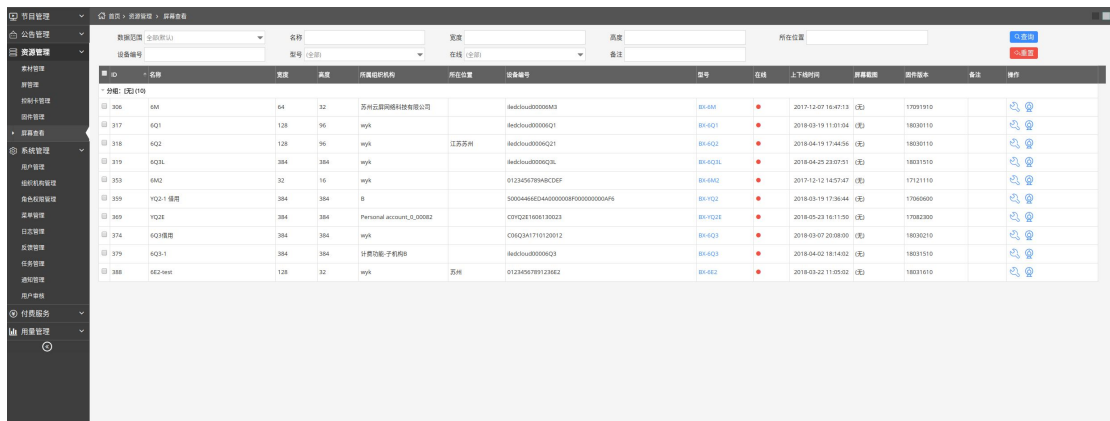 节目管理
首页 › 资源管理 › 屏幕查看
公告管理
数据范围 全部(默认) 名称 宽度 高度 所在位置 查询
资源管理
设备编号 型号 (全部) 在线 (全部) 备注 重置
素材管理
屏管理
控制卡管理
固件管理
屏幕查看
系统管理
用户管理
组织机构管理
角色权限管理
菜单管理
日志管理
反馈管理
任务管理
通知管理
用户审核
付费服务
用量管理
ID 名称 宽度 高度 所属组织机构 所在位置 设备编号 型号 在线 上下线时间 屏幕截图 固件版本 备注 操作
分组: [无] (10)
306 6M 64 32 苏州云屏网络科技有限公司 iledcloud00006M3 BX-6M 2017-12-07 16:47:13 (无) 17091910
317 6Q1 128 96 wyk iledcloud0006Q1 BX-6Q1 2018-03-19 11:01:04 (无) 18030110
318 6Q2 128 96 wyk 江苏苏州 iledcloud0006Q21 BX-6Q2 2018-04-19 17:44:56 (无) 18030110
319 6Q3L 384 384 wyk iledcloud0006Q3L BX-6Q3L 2018-04-25 23:07:51 (无) 18031510
353 6M2 32 16 wyk 0123456789ABCDEF BX-6M2 2017-12-12 14:57:47 (无) 17121110
359 YQ2-1 借用 384 384 B 50004466ED4A0000008F000000000AF6 BX-YQ2 2018-03-19 17:36:44 (无) 17060600
369 YQ2E 384 384 Personal account_0_00082 C0YQ2E1606130023 BX-YQ2E 2018-05-23 16:11:50 (无) 17082300
374 6Q3借用 384 384 wyk C06Q3A1710120012 BX-6Q3 2018-03-07 20:08:00 (无) 18030210
379 6Q3-1 384 384 计费功能-子机构B iledcloud00006Q3 BX-6Q3 2018-04-02 18:14:02 (无) 18031510
388 6E2-test 128 32 wyk 苏州 01234567891236E2 BX-6E2 2018-03-22 11:05:02 (无) 18031610